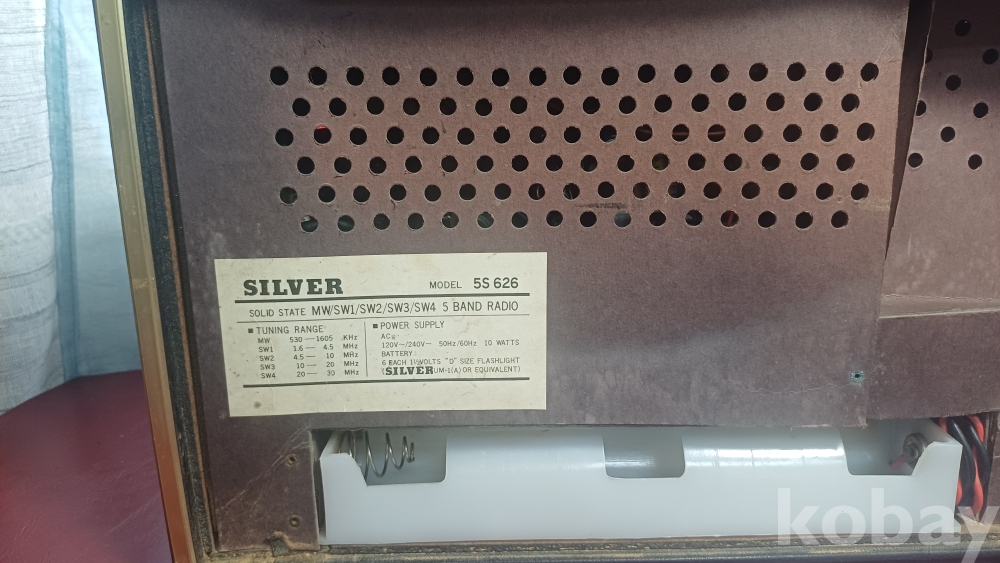 SILVER MODEL 5S 626
SOLID STATE MW/SW1/SW2/SW3/SW4 5 BAND RADIO
■ TUNING RANGE
MW 530 — 1605 KHz
SW1 1.6 — 4.5 MHz
SW2 4.5 — 10 MHz
SW3 10 — 20 MHz
SW4 20 — 30 MHz
■ POWER SUPPLY
AC:
120V~/240V~ 50Hz/60Hz 10 WATTS
BATTERY:
6 EACH 1½VOLTS "D" SIZE FLASHLIGHT
(SILVER UM-1(A) OR EQUIVALENT)
kobay